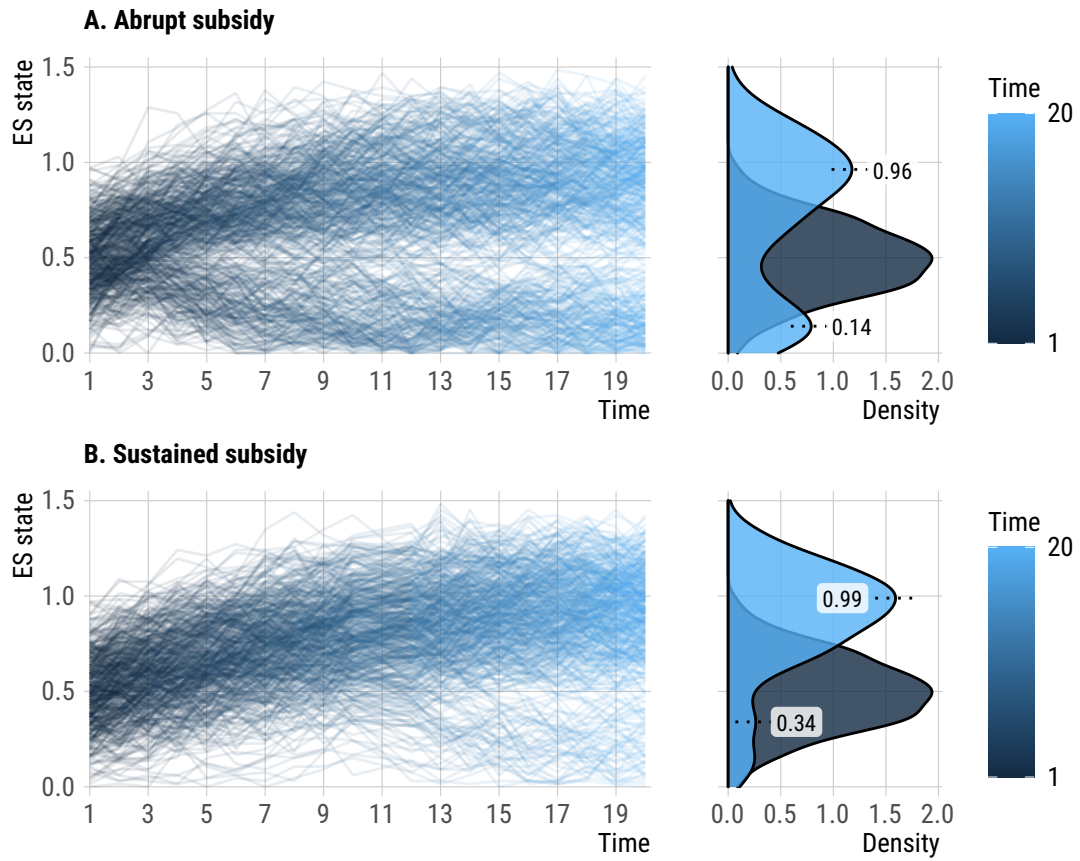 A. Abrupt subsidy
ES state
1.5
1.0
0.5
0.0
1 3 5 7 9 11 13 15 17 19
Time
0.96
0.14
0.0 0.5 1.0 1.5 2.0
Density
Time
20
1
B. Sustained subsidy
ES state
1.5
1.0
0.5
0.0
1 3 5 7 9 11 13 15 17 19
Time
0.99
0.34
0.0 0.5 1.0 1.5 2.0
Density
Time
20
1